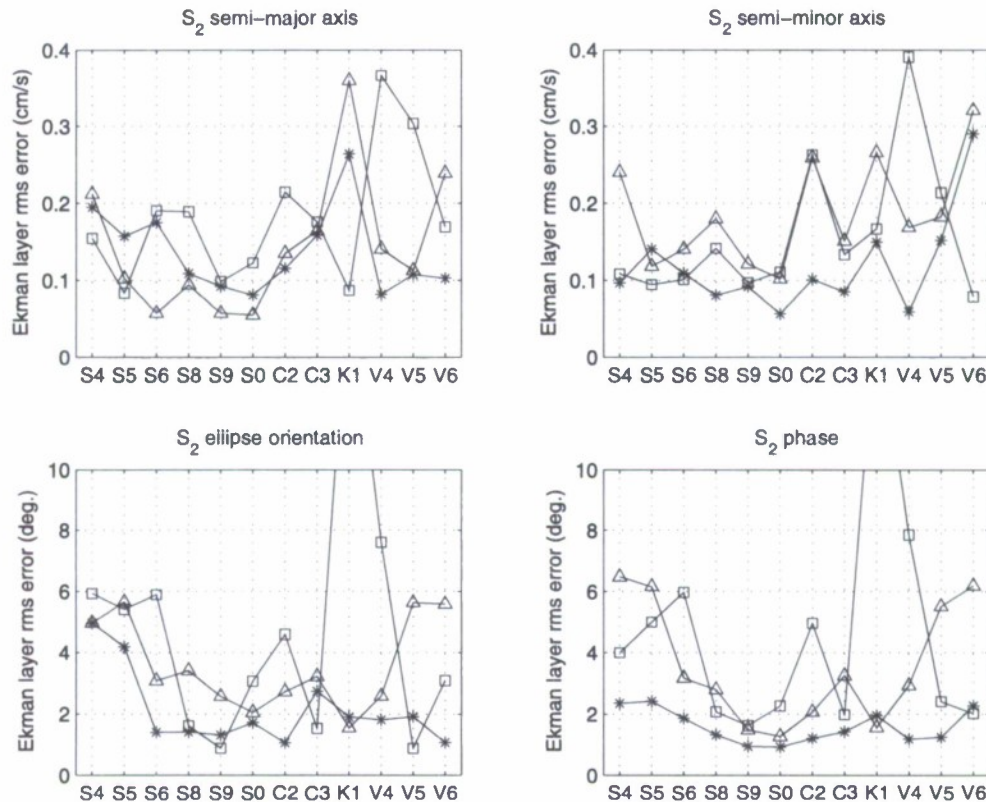 S2 semi-major axis
S2 semi-minor axis
Ekman layer rms error (cm/s)
0.4
0.3
0.2
0.1
0
S4 S5 S6 S8 S9 S0 C2 C3 K1 V4 V5 V6
Ekman layer rms error (cm/s)
0.4
0.3
0.2
0.1
0
S4 S5 S6 S8 S9 S0 C2 C3 K1 V4 V5 V6
S2 ellipse orientation
S2 phase
Ekman layer rms error (deg.)
10
8
6
4
2
0
S4 S5 S6 S8 S9 S0 C2 C3 K1 V4 V5 V6
Ekman layer rms error (deg.)
10
8
6
4
2
0
S4 S5 S6 S8 S9 S0 C2 C3 K1 V4 V5 V6